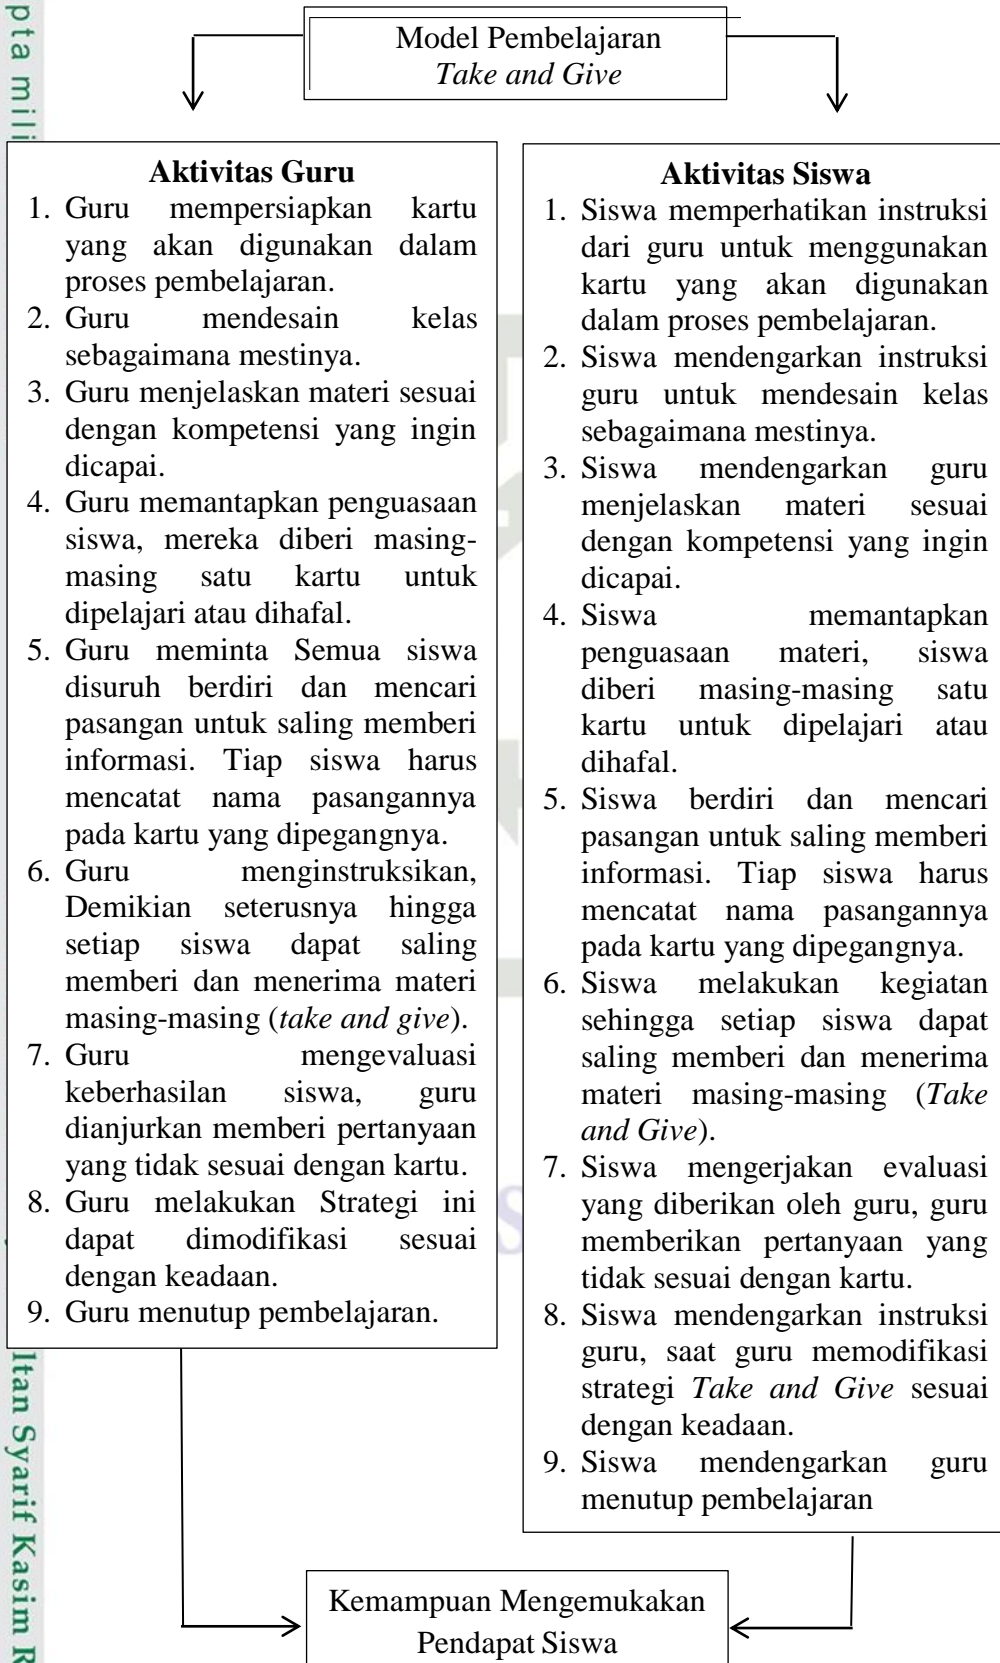 Model Pembelajaran
Take and Give
Aktivitas Guru
1. Guru mempersiapkan kartu
yang akan digunakan dalam
proses pembelajaran.
2. Guru mendesain kelas
sebagaimana mestinya.
3. Guru menjelaskan materi sesuai
dengan kompetensi yang ingin
dicapai.
4. Guru memantapkan penguasaan
siswa, mereka diberi masing-
masing satu kartu untuk
dipelajari atau dihafal.
5. Guru meminta Semua siswa
disuruh berdiri dan mencari
pasangan untuk saling memberi
informasi. Tiap siswa harus
mencatat nama pasangannya
pada kartu yang dipegangnya.
6. Guru menginstruksikan,
Demikian seterusnya hingga
setiap siswa dapat saling
memberi dan menerima materi
masing-masing (take and give).
7. Guru mengevaluasi
keberhasilan siswa, guru
dianjurkan memberi pertanyaan
yang tidak sesuai dengan kartu.
8. Guru melakukan Strategi ini
dapat dimodifikasi sesuai
dengan keadaan.
9. Guru menutup pembelajaran.
Aktivitas Siswa
1. Siswa memperhatikan instruksi
dari guru untuk menggunakan
kartu yang akan digunakan
dalam proses pembelajaran.
2. Siswa mendengarkan instruksi
guru untuk mendesain kelas
sebagaimana mestinya.
3. Siswa mendengarkan guru
menjelaskan materi sesuai
dengan kompetensi yang ingin
dicapai.
4. Siswa memantapkan
penguasaan materi, siswa
diberi masing-masing satu
kartu untuk dipelajari atau
dihafal.
5. Siswa berdiri dan mencari
pasangan untuk saling memberi
informasi. Tiap siswa harus
mencatat nama pasangannya
pada kartu yang dipegangnya.
6. Siswa melakukan kegiatan
sehingga setiap siswa dapat
saling memberi dan menerima
materi masing-masing (Take
and Give).
7. Siswa mengerjakan evaluasi
yang diberikan oleh guru, guru
memberikan pertanyaan yang
tidak sesuai dengan kartu.
8. Siswa mendengarkan instruksi
guru, saat guru memodifikasi
strategi Take and Give sesuai
dengan keadaan.
9. Siswa mendengarkan guru
menutup pembelajaran
Kemampuan Mengemukakan
Pendapat Siswa
pta mili
ltan Syarif Kasim R
S